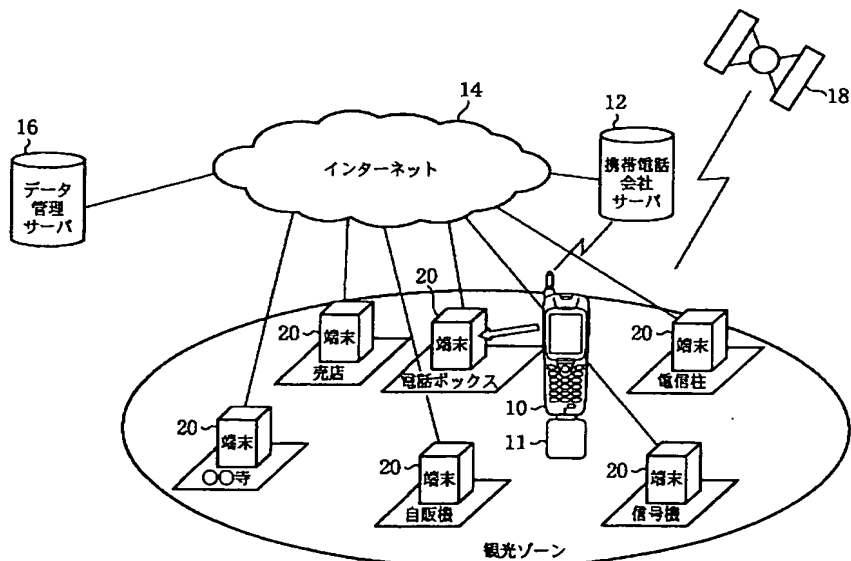 14
12
18
16
インターネット
携帯電話
会社
サーバ
データ
管理
サーバ
20
端末
売店
20
端末
電話ボックス
20
端末
電信柱
10
11
20
端末
〇〇寺
20
端末
自販機
20
端末
信号機
観光ゾーン